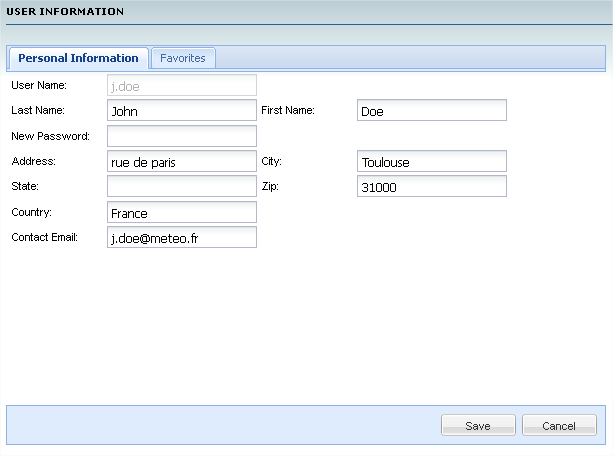 USER INFORMATION
Personal Information Favorites
User Name: j.doe
Last Name: John First Name: Doe
New Password:
Address: rue de paris City: Toulouse
State: Zip: 31000
Country: France
Contact Email: j.doe@meteo.fr
Save Cancel